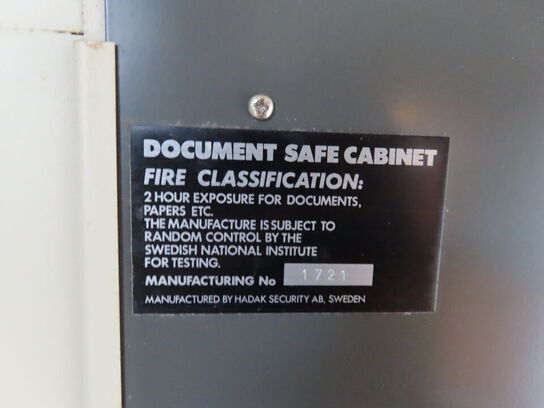 DOCUMENT SAFE CABINET
FIRE CLASSIFICATION:
2 HOUR EXPOSURE FOR DOCUMENTS,
PAPERS ETC.
THE MANUFACTURE IS SUBJECT TO
RANDOM CONTROL BY THE
SWEDISH NATIONAL INSTITUTE
FOR TESTING.
MANUFACTURING No 1721
MANUFACTURED BY HADAK SECURITY AB, SWEDEN